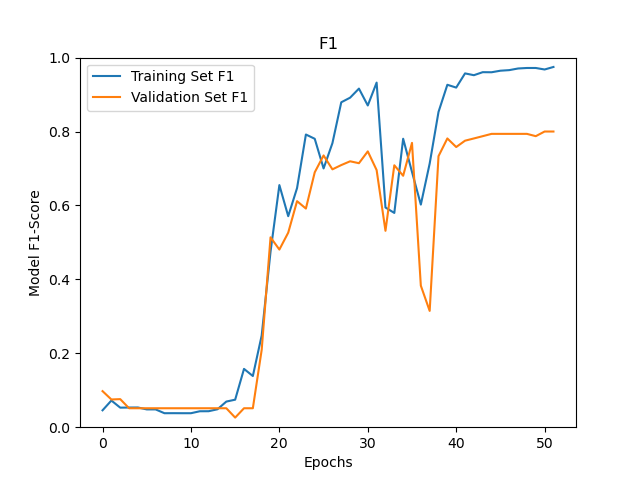 F1
Training Set F1
Validation Set F1
Model F1-Score
1.0
0.8
0.6
0.4
0.2
0.0
0 10 20 30 40 50
Epochs